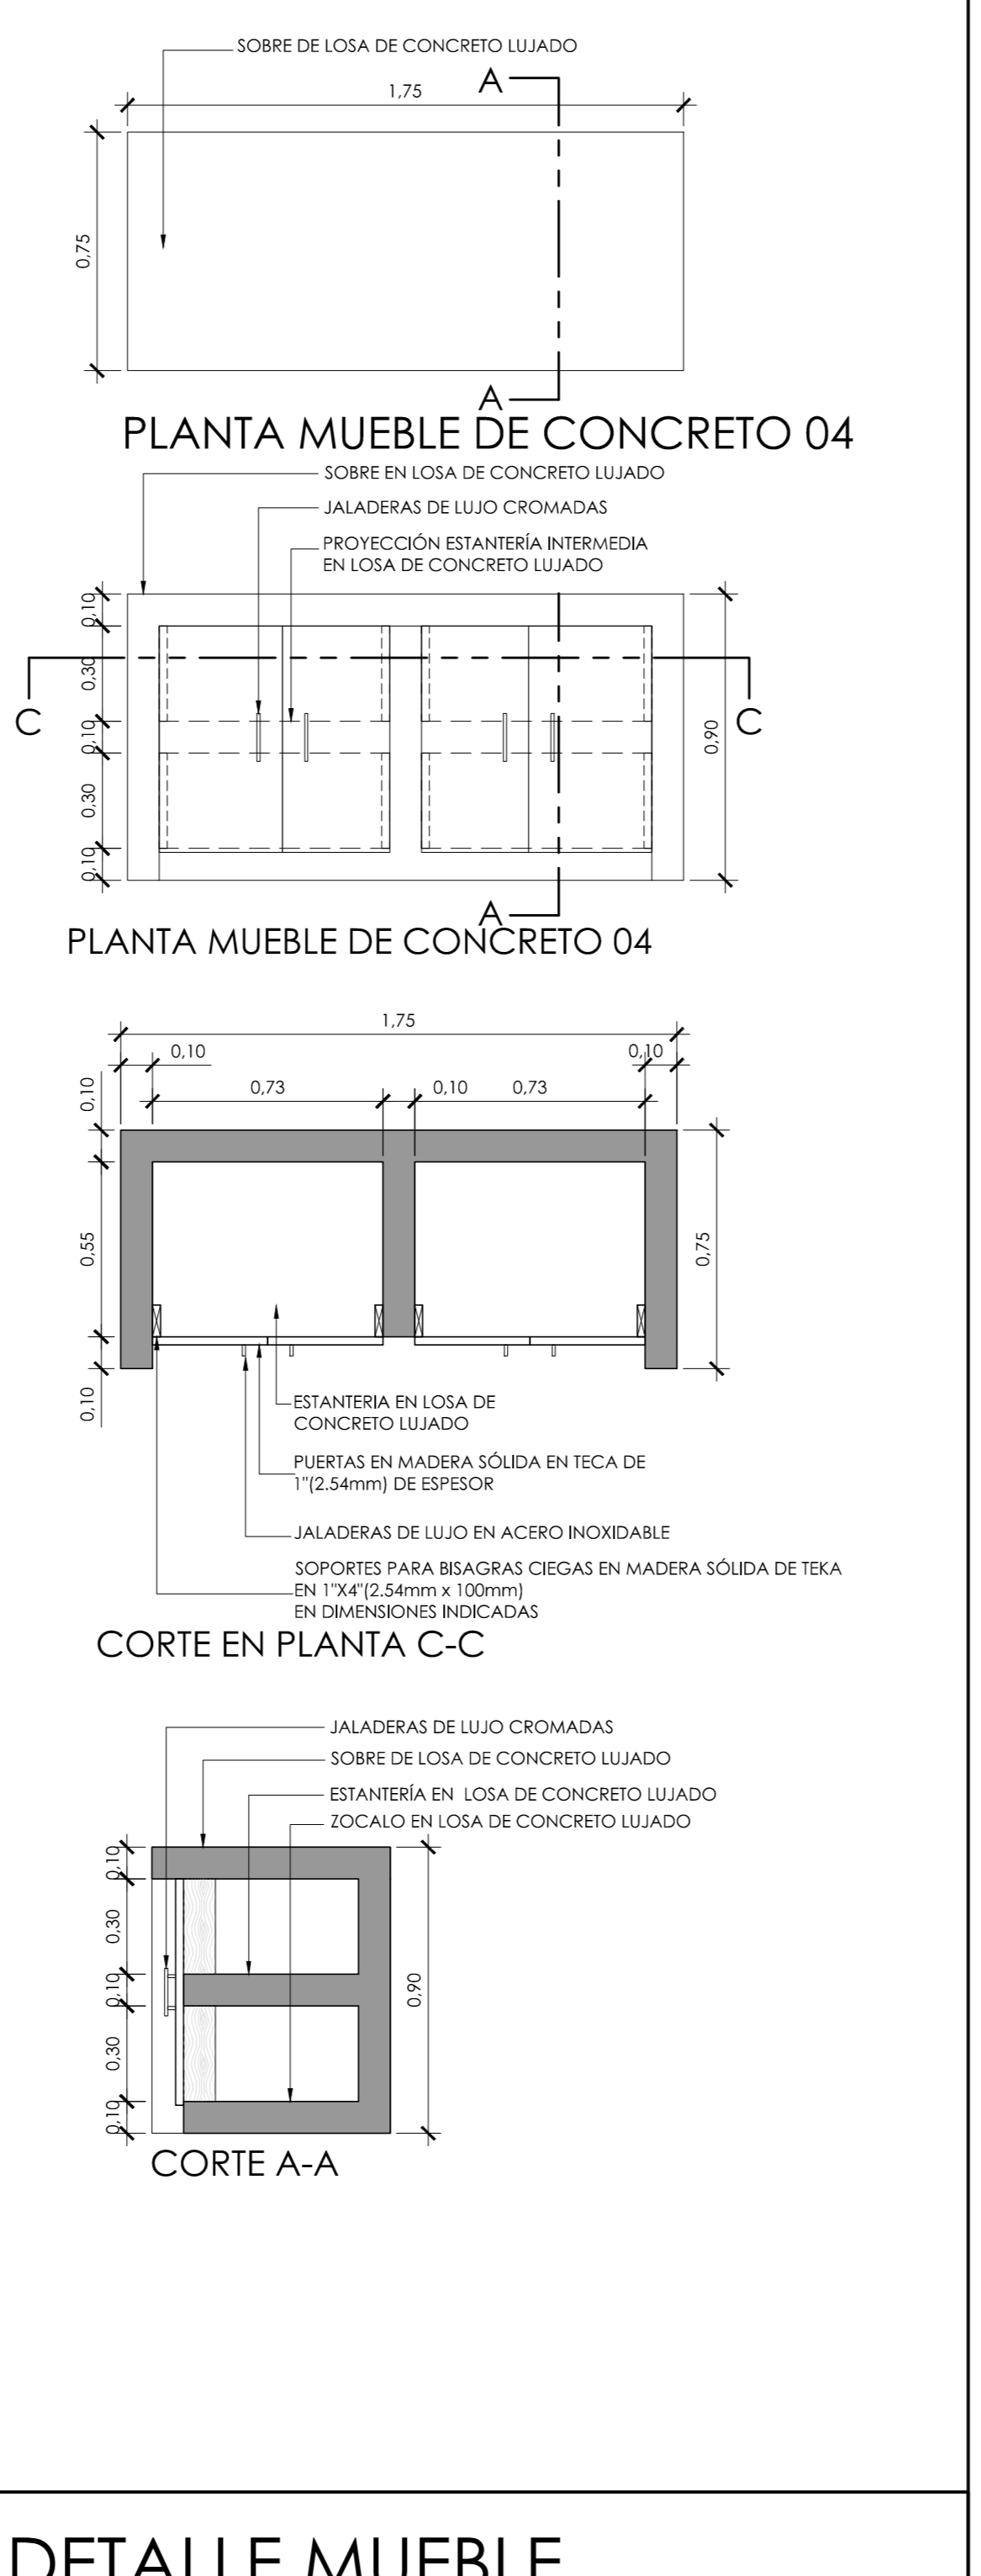 SOBRE DE LOSA DE CONCRETO LUJADO
A
1,75
0,75
A
PLANTA MUEBLE DE CONCRETO 04
SOBRE EN LOSA DE CONCRETO LUJADO
JALADERAS DE LUJO CROMADAS
PROYECCIÓN ESTANTERÍA INTERMEDIA
EN LOSA DE CONCRETO LUJADO
0,10
0,30
C
C
0,10
0,90
0,30
0,10
A
PLANTA MUEBLE DE CONCRETO 04
1,75
0,10
0,10
0,10
0,73
0,10
0,73
0,55
0,75
0,10
ESTANTERIA EN LOSA DE
CONCRETO LUJADO
PUERTAS EN MADERA SÓLIDA EN TECA DE
1"(2.54mm) DE ESPESOR
JALADERAS DE LUJO EN ACERO INOXIDABLE
SOPORTES PARA BISAGRAS CIEGAS EN MADERA SÓLIDA DE TEKA
EN 1"X4"(2.54mm x 100mm)
EN DIMENSIONES INDICADAS
CORTE EN PLANTA C-C
JALADERAS DE LUJO CROMADAS
SOBRE DE LOSA DE CONCRETO LUJADO
ESTANTERÍA EN LOSA DE CONCRETO LUJADO
ZOCALO EN LOSA DE CONCRETO LUJADO
0,10
0,30
0,10
0,90
0,30
0,10
CORTE A-A
DETALLE MUEBLE